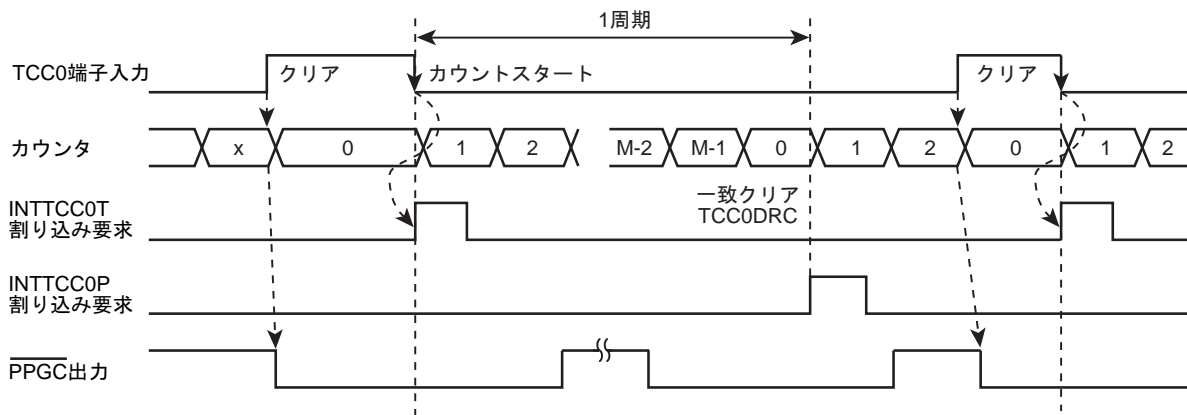 1周期
TCC0端子入力
クリア
カウントスタート
クリア
カウンタ
x 0 1 2 M-2 M-1 0 1 2 0 1 2
INTTCC0T
割り込み要求
一致クリア
TCC0DRC
INTTCC0P
割り込み要求
PPGC出力